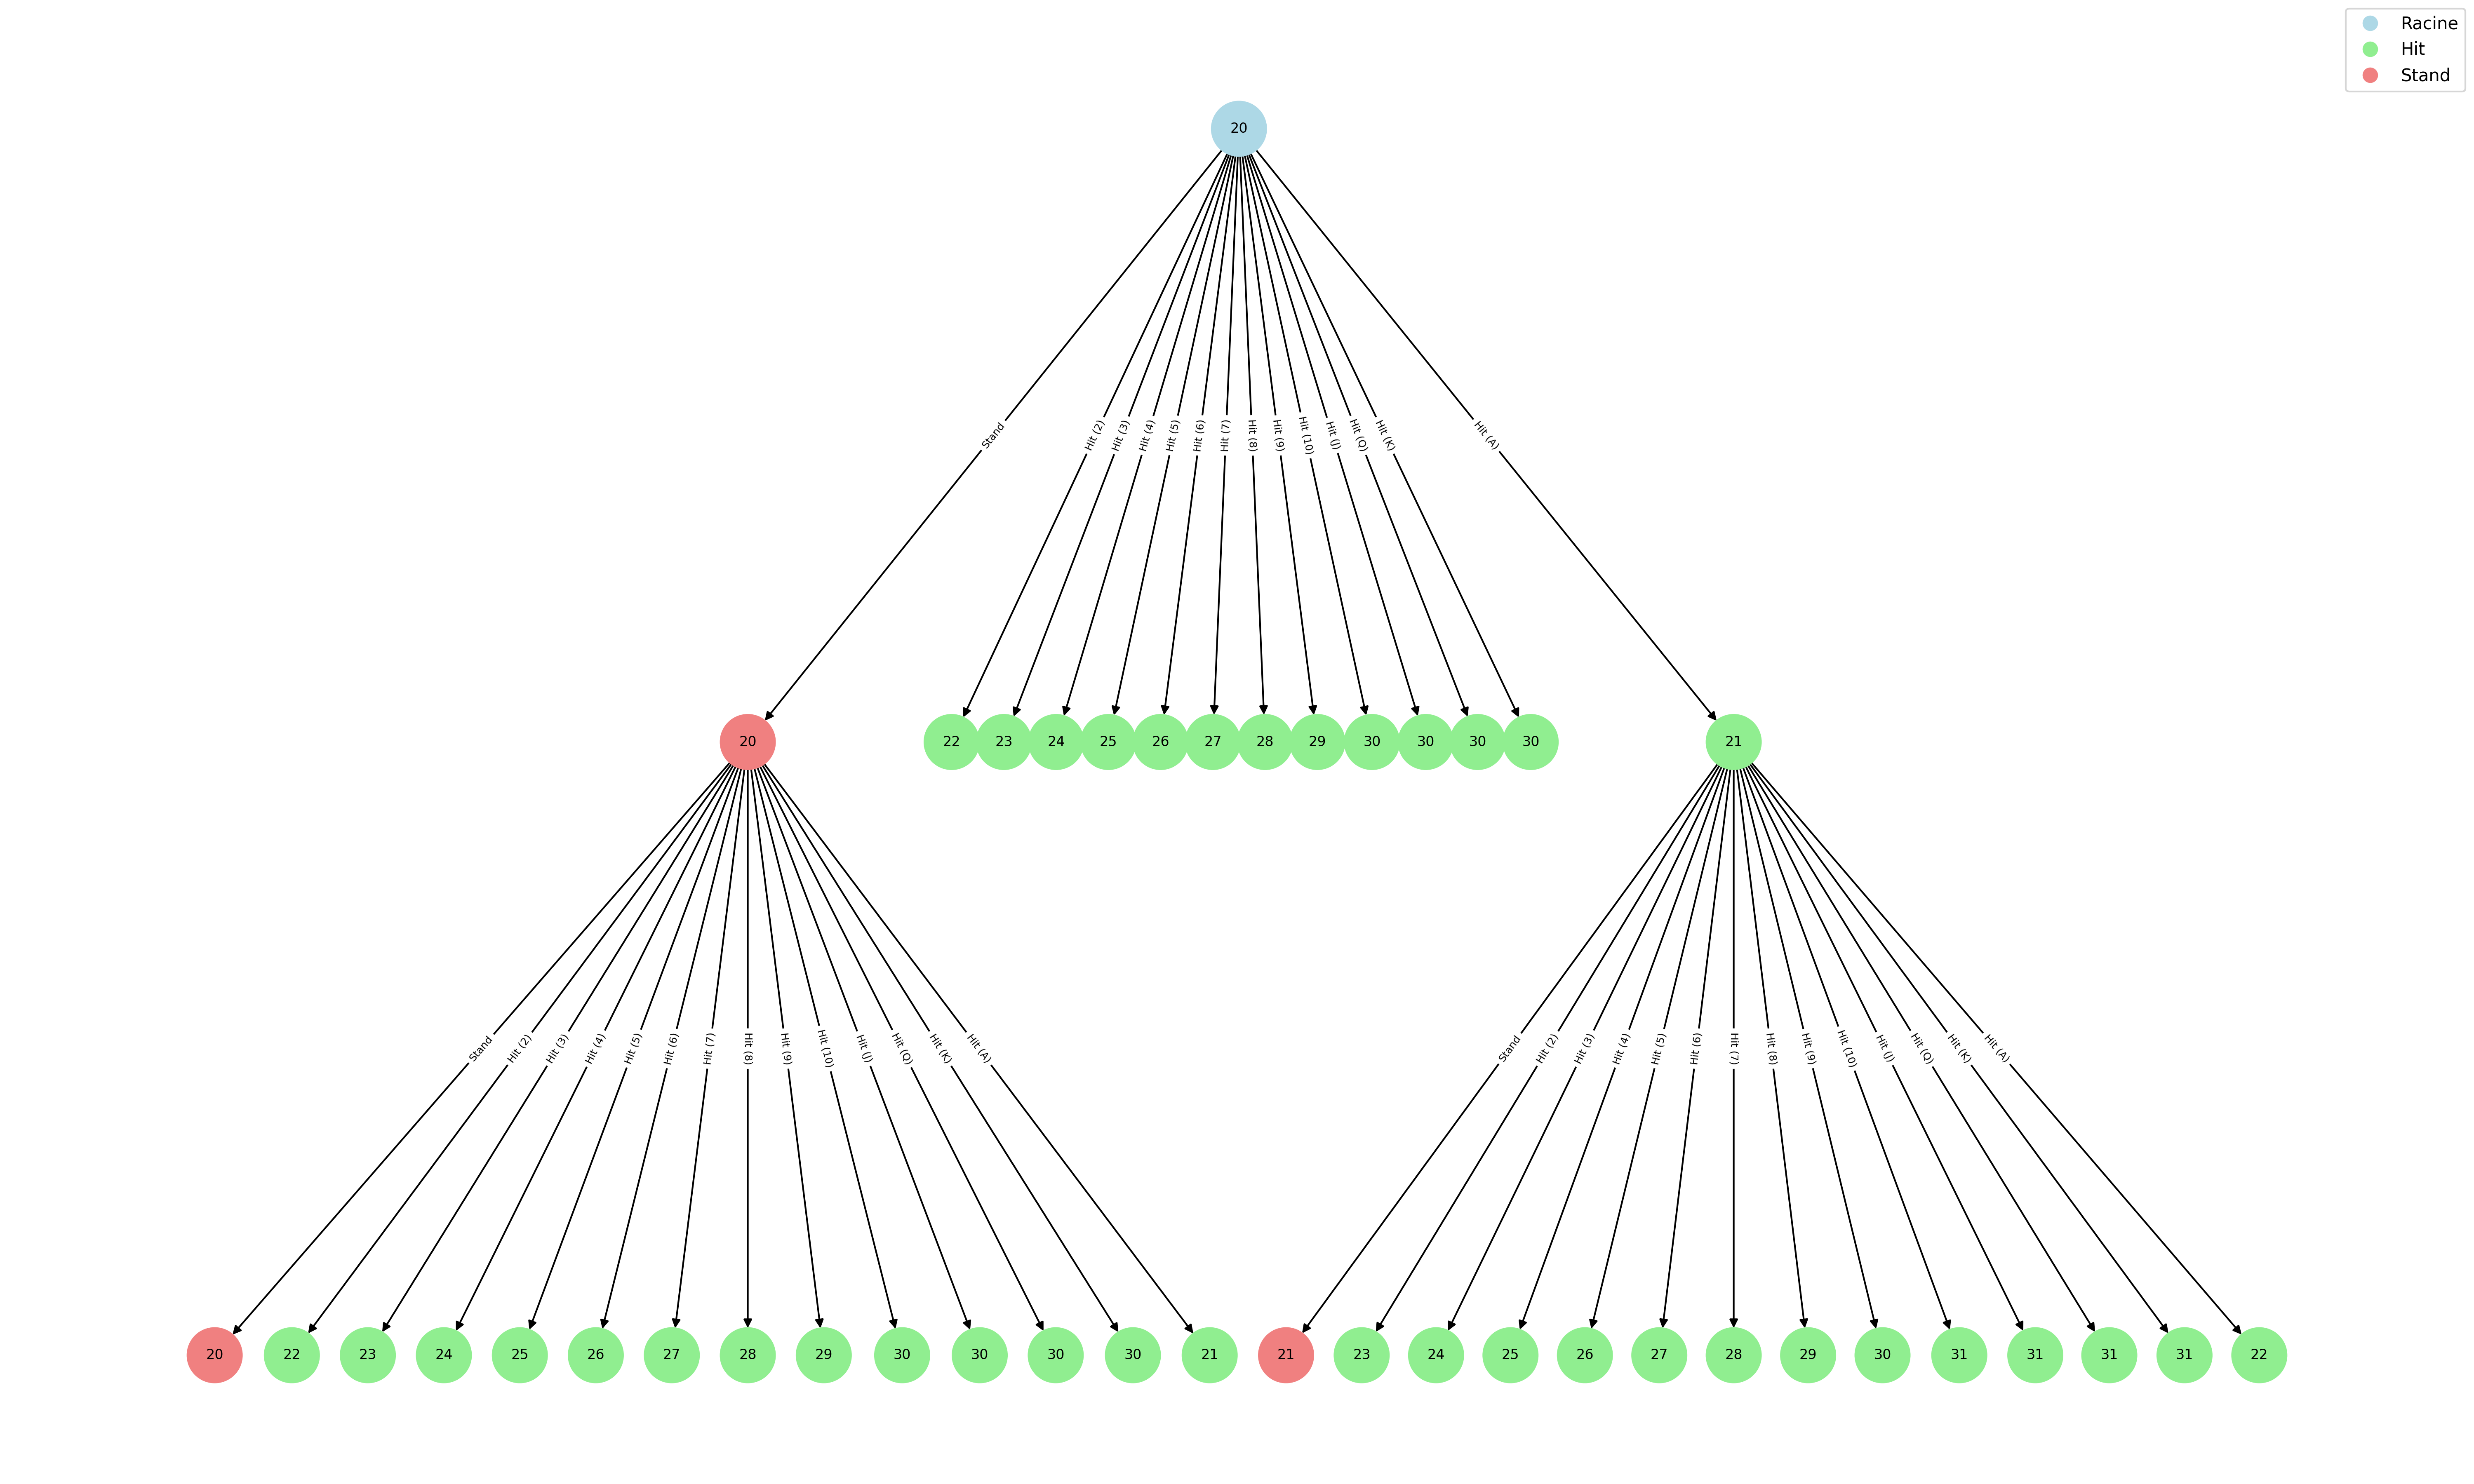 Racine
Hit
Stand
20
Stand
Hit (2)
Hit (3)
Hit (4)
Hit (5)
Hit (6)
Hit (7)
Hit (8)
Hit (9)
Hit (10)
Hit (J)
Hit (Q)
Hit (K)
Hit (A)
20
22
23
24
25
26
27
28
29
30
30
30
30
21
Stand
Hit (2)
Hit (3)
Hit (4)
Hit (5)
Hit (6)
Hit (7)
Hit (8)
Hit (9)
Hit (10)
Hit (J)
Hit (Q)
Hit (K)
Hit (A)
Stand
Hit (2)
Hit (3)
Hit (4)
Hit (5)
Hit (6)
Hit (7)
Hit (8)
Hit (9)
Hit (10)
Hit (J)
Hit (Q)
Hit (K)
Hit (A)
20
22
23
24
25
26
27
28
29
30
30
30
30
21
21
23
24
25
26
27
28
29
30
31
31
31
31
22